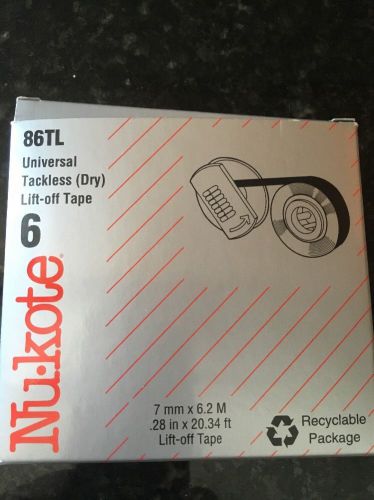 86TL
Universal
Tackless (Dry)
Lift-off Tape
6
Nu-kote®
7 mm x 6.2 M
.28 in x 20.34 ft
Lift-off Tape
Recyclable
Package